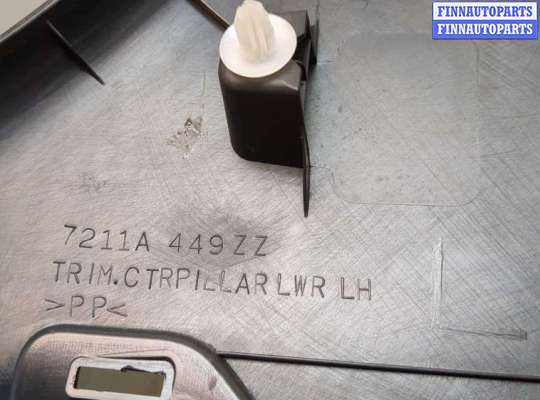 FINNAUTOPARTS
FINNAUTOPARTS
7211A 449ZZ
TRIM.CTRPILLAR LWR LH
>PP<